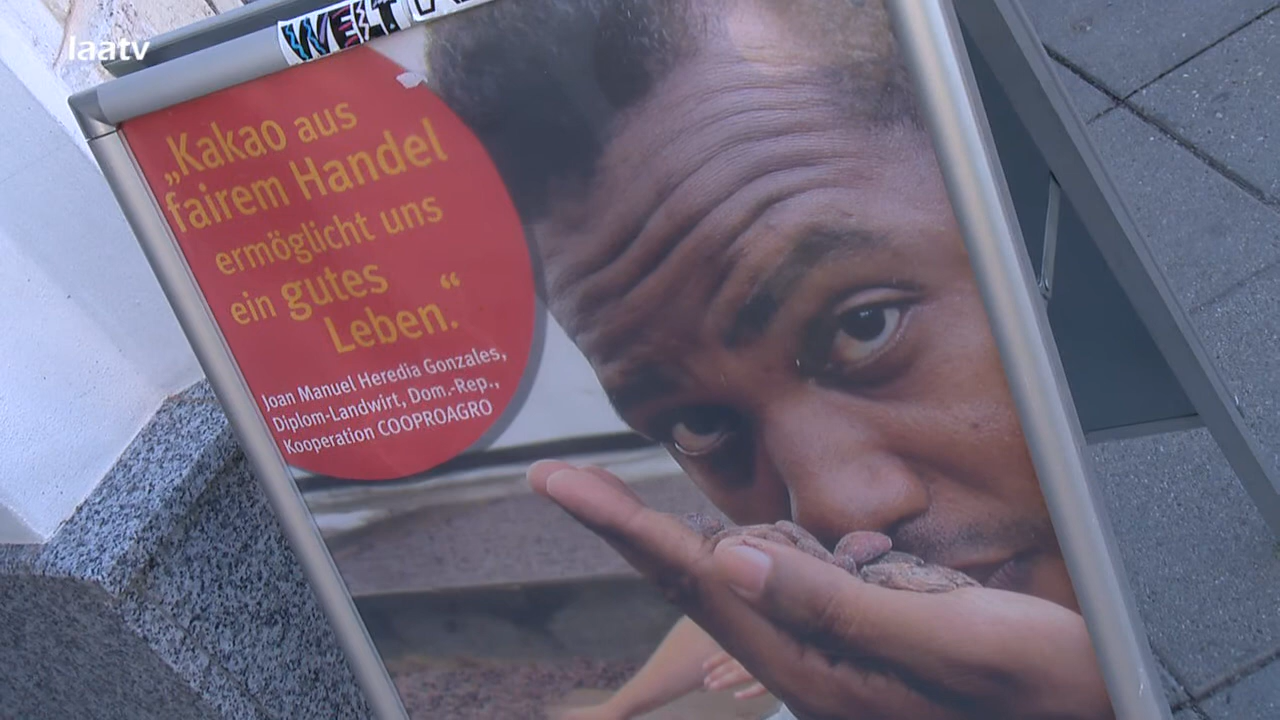 laatv
WELT
„Kakao aus
fairem Handel
ermöglicht uns
ein gutes
Leben.“
Joan Manuel Heredia Gonzales,
Diplom-Landwirt, Dom.-Rep.,
Kooperation COOPROAGRO